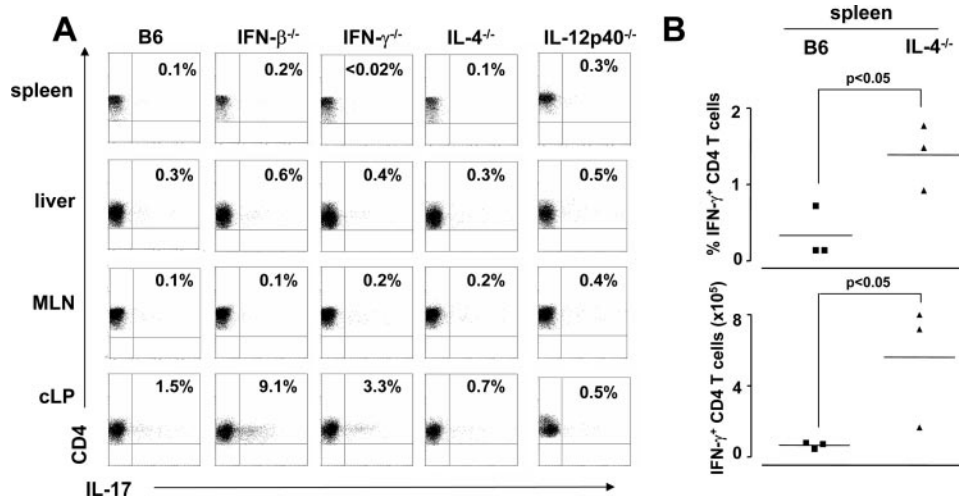 A
B6 IFN-β-/- IFN-γ-/- IL-4-/- IL-12p40-/-
spleen 0.1% 0.2% <0.02% 0.1% 0.3%
liver 0.3% 0.6% 0.4% 0.3% 0.5%
MLN 0.1% 0.1% 0.2% 0.2% 0.4%
cLP 1.5% 9.1% 3.3% 0.7% 0.5%
CD4
IL-17
B
spleen
B6 IL-4-/-
p<0.05
% IFN-γ+ CD4 T cells
2
1
0
p<0.05
IFN-γ+ CD4 T cells (x10⁵)
8
4
0